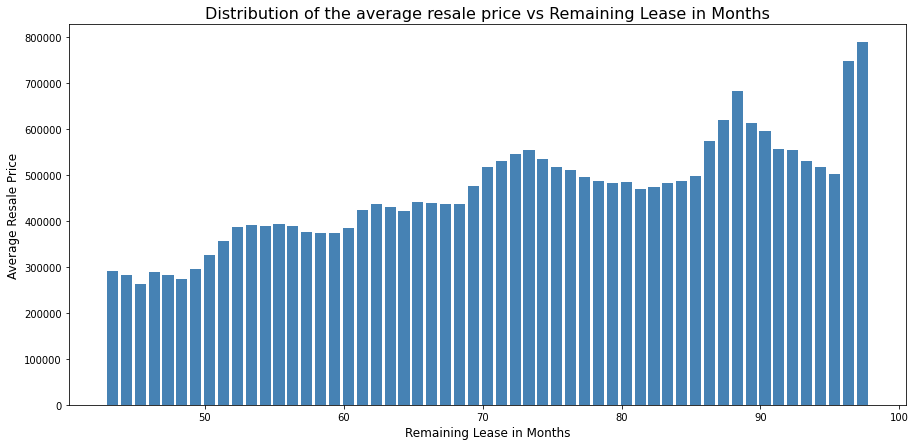 Distribution of the average resale price vs Remaining Lease in Months
800000
700000
600000
500000
400000
300000
200000
100000
0
Average Resale Price
50 60 70 80 90 100
Remaining Lease in Months